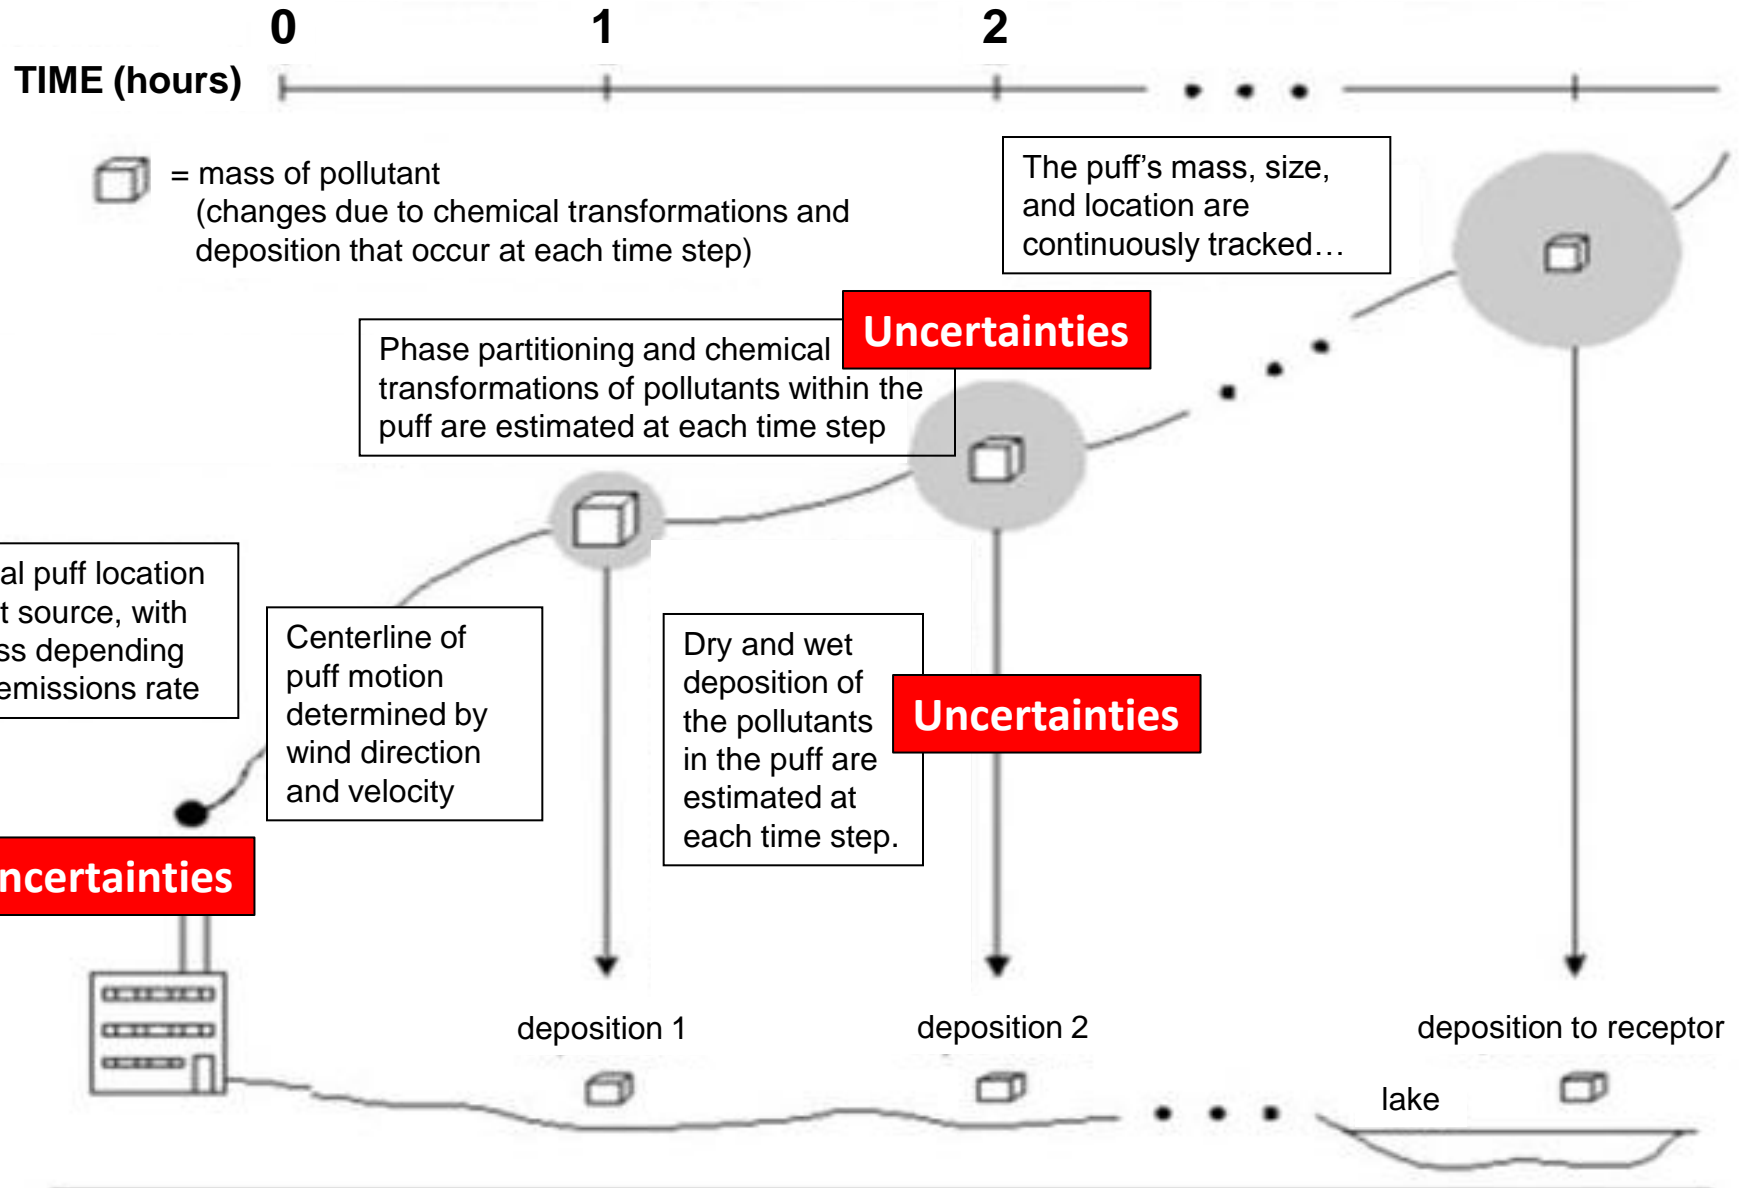 0 1 2
TIME (hours)
= mass of pollutant
(changes due to chemical transformations and
deposition that occur at each time step)
The puff's mass, size,
and location are
continuously tracked…
Uncertainties
Phase partitioning and chemical
transformations of pollutants within the
puff are estimated at each time step
al puff location
t source, with
ss depending
emissions rate
Centerline of
puff motion
determined by
wind direction
and velocity
Dry and wet
deposition of
the pollutants
in the puff are
estimated at
each time step.
Uncertainties
ncertainties
deposition 1
deposition 2
deposition to receptor
lake